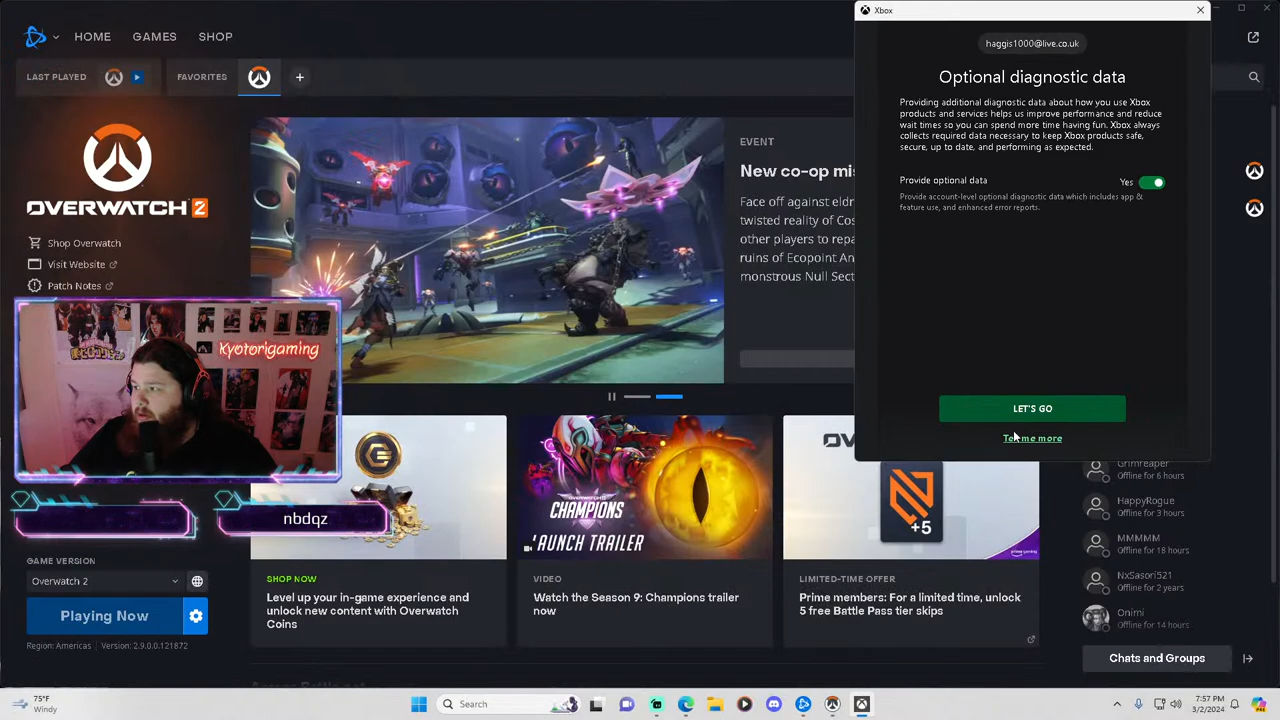 Xbox
haggis1000@live.co.uk
Optional diagnostic data
Providing additional diagnostic data about how you use Xbox
products and services helps us improve performance and reduce
wait times so you can spend more time having fun. Xbox always
collects required data necessary to keep Xbox products safe,
secure, up to date, and performing as expected.
Provide optional data
Yes
Provide account-level optional diagnostic data which includes app &
feature use, and enhanced error reports.
LET'S GO
me more
HOME
GAMES
SHOP
LAST PLAYED
FAVORITES
OVERWATCH 2
Shop Overwatch
Visit Website
Patch Notes
EVENT
New co-op
Face off against
twisted reality of
other players to
ruins of Ecopoint
monstrous Null
Kyotorigaming
nbdqz
GAME VERSION
Overwatch 2
Playing Now
Region: Americas | Version: 2.9.0.0.121872
SHOP NOW
Level up your in-game experience and
unlock new content with Overwatch
Coins
OVERWATCH 2
CHAMPIONS
AUNCH TRAILER
VIDEO
Watch the Season 9: Champions trailer
now
+5
prime gaming
LIMITED-TIME OFFER
Prime members: For a limited time, unlock
5 free Battle Pass tier skips
Grimreaper
Offline for 6 hours
HappyRogue
Offline for 3 hours
MMMMM
Offline for 18 hours
NxSasori521
Offline for 2 years
Onimi
Offline for 14 hours
Chats and Groups
75°F
Windy
Search
7:57 PM
3/2/2024